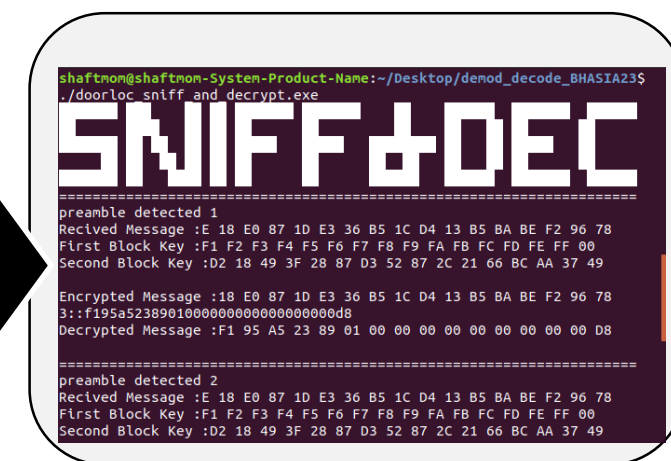 shaftmom@shaftmom-System-Product-Name:~/Desktop/demod_decode_BHASIA23$
./doorloc_sniff_and_decrypt.exe
SNIFF&DEC
=================================================================
preamble detected 1
Recived Message :E 18 E0 87 1D E3 36 B5 1C D4 13 B5 BA BE F2 96 78
First Block Key :F1 F2 F3 F4 F5 F6 F7 F8 F9 FA FB FC FD FE FF 00
Second Block Key :D2 18 49 3F 28 87 D3 52 87 2C 21 66 BC AA 37 49
Encrypted Message :18 E0 87 1D E3 36 B5 1C D4 13 B5 BA BE F2 96 78
3::f195a5238901000000000000000000d8
Decrypted Message :F1 95 A5 23 89 01 00 00 00 00 00 00 00 00 00 D8
=================================================================
preamble detected 2
Recived Message :E 18 E0 87 1D E3 36 B5 1C D4 13 B5 BA BE F2 96 78
First Block Key :F1 F2 F3 F4 F5 F6 F7 F8 F9 FA FB FC FD FE FF 00
Second Block Key :D2 18 49 3F 28 87 D3 52 87 2C 21 66 BC AA 37 49